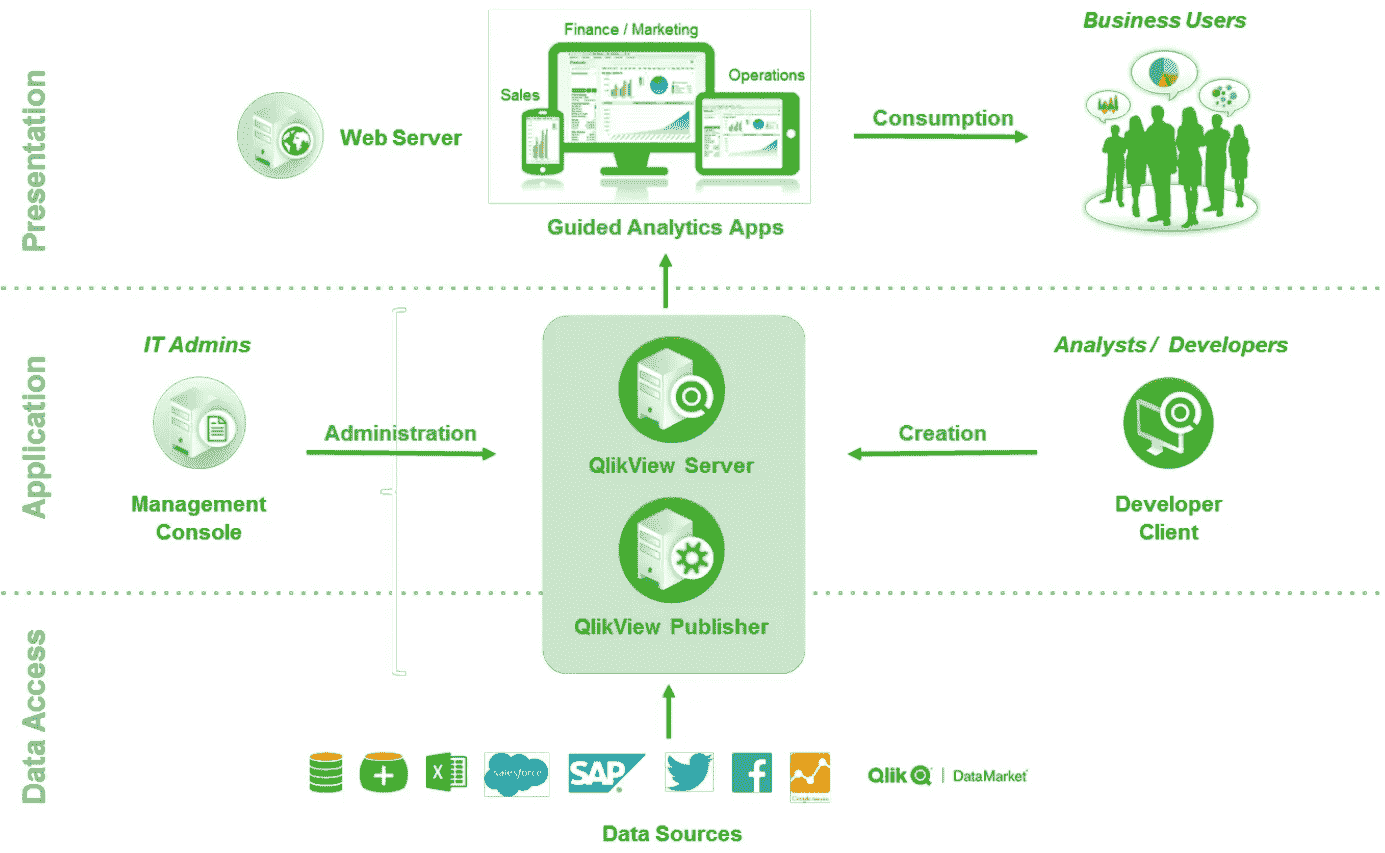 Presentation
Web Server
Finance / Marketing
Sales
Operations
Guided Analytics Apps
Consumption
Business Users
Application
IT Admins
Management
Console
Administration
QlikView Server
QlikView Publisher
Creation
Analysts / Developers
Developer
Client
Data Access
X
salesforce
SAP
f
Qlik Q | DataMarket
Data Sources